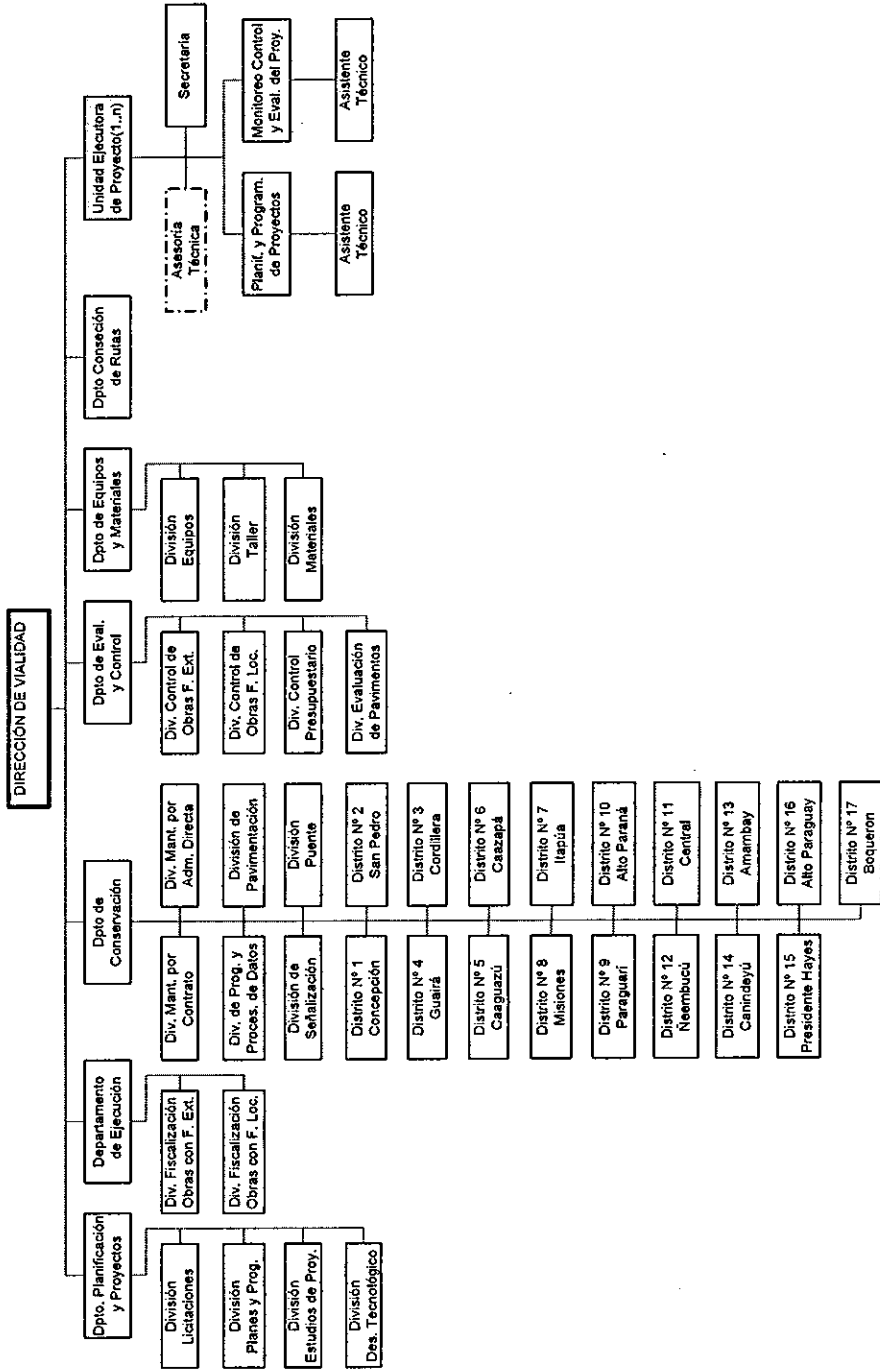 DIRECCIÓN DE VIALIDAD
Dpto. Planificación
y Proyectos
División
Licitaciones
División
Planes y Prog.
División
Estudios de Proy.
División
Des. Tecnológico
Departamento
de Ejecución
Div. Fiscalización
Obras con F. Ext.
Div. Fiscalización
Obras con F. Loc.
Dpto de
Conservación
Div. Mant. por
Contrato
Div. Mant. por
Adm. Directa
Div. de Prog. y
Proces. de Datos
División de
Pavimentación
División de
Señalización
División
Puente
Distrito Nº 1
Concepción
Distrito Nº 2
San Pedro
Distrito Nº 4
Guairá
Distrito Nº 3
Cordillera
Distrito Nº 5
Caaguazú
Distrito Nº 6
Caazapá
Distrito Nº 8
Misiones
Distrito Nº 7
Itapúa
Distrito Nº 9
Paraguarí
Distrito Nº 10
Alto Paraná
Distrito Nº 12
Ñeembucú
Distrito Nº 11
Central
Distrito Nº 14
Canindeyú
Distrito Nº 13
Amambay
Distrito Nº 15
Presidente Hayes
Distrito Nº 16
Alto Paraguay
Distrito Nº 17
Boqueron
Dpto de Eval.
y Control
Div. Control de
Obras F. Ext.
Div. Control de
Obras F. Loc.
Div. Control
Presupuestario
Div. Evaluación
de Pavimentos
Dpto de Equipos
y Materiales
División
Equipos
División
Taller
División
Materiales
Dpto Conseción
de Rutas
Unidad Ejecutora
de Proyecto(1..n)
Asesoría
Técnica
Secretaria
Planif. y Program.
de Proyectos
Monitoreo Control
y Eval. del Proy.
Asistente
Técnico
Asistente
Técnico